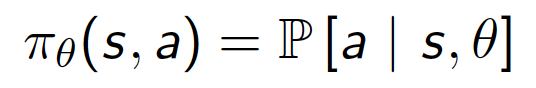 π_θ(s, a) = ℙ[a | s, θ]